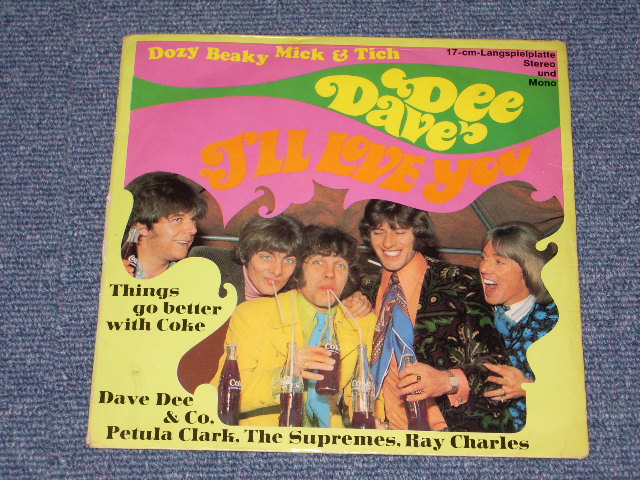 Dozy Beaky Mick & Tich
17-cm-Langspielplatte
Stereo
und
Mono
Dave Dee
I'll LOVE YOU
Things
go better
with Coke
Dave Dee
& Co.
Petula Clark, The Supremes, Ray Charles